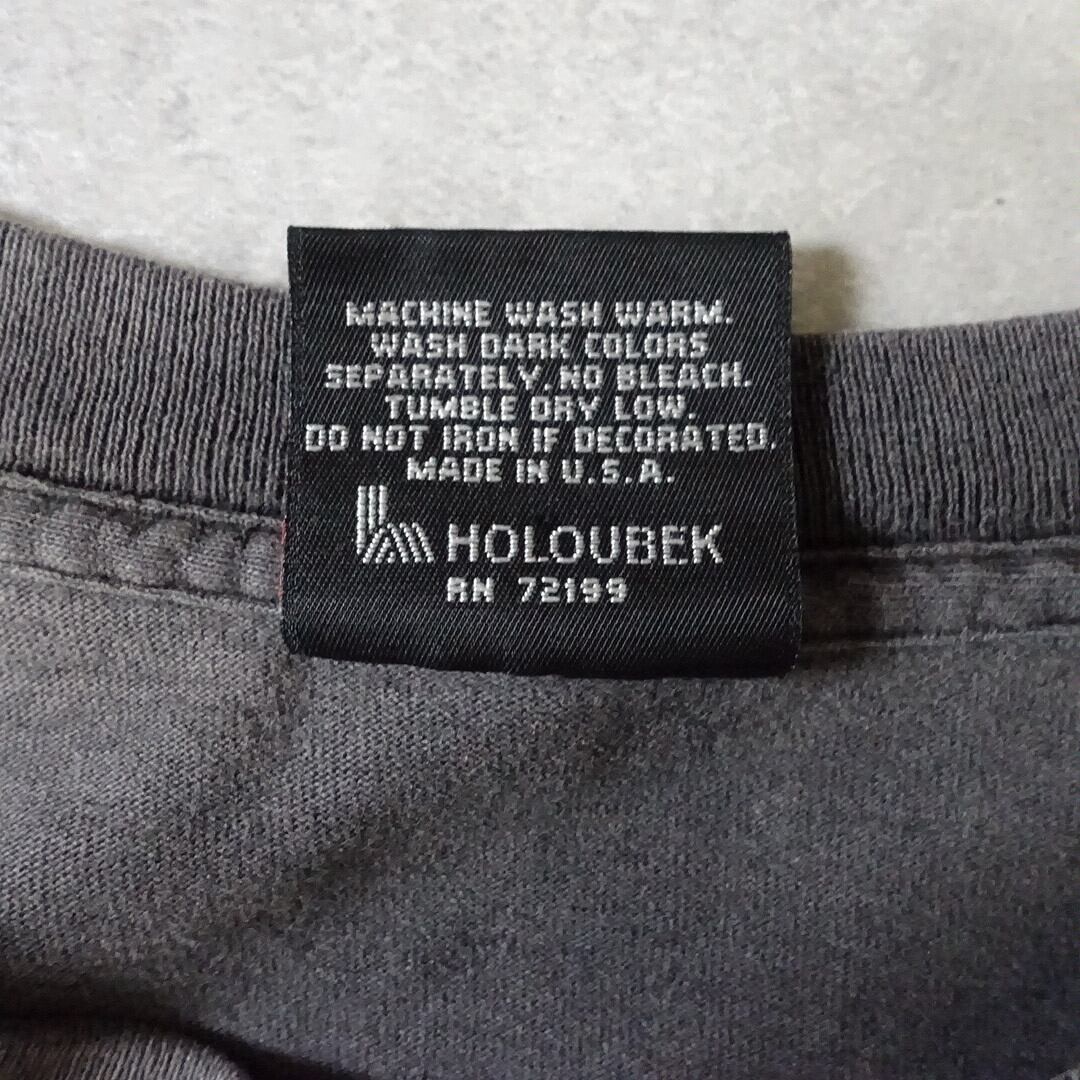 MACHINE WASH WARM.
WASH DARK COLORS
SEPARATELY. NO BLEACH.
TUMBLE DRY LOW.
DO NOT IRON IF DECORATED.
MADE IN U.S.A.
HOLOUBEK
RN 72199